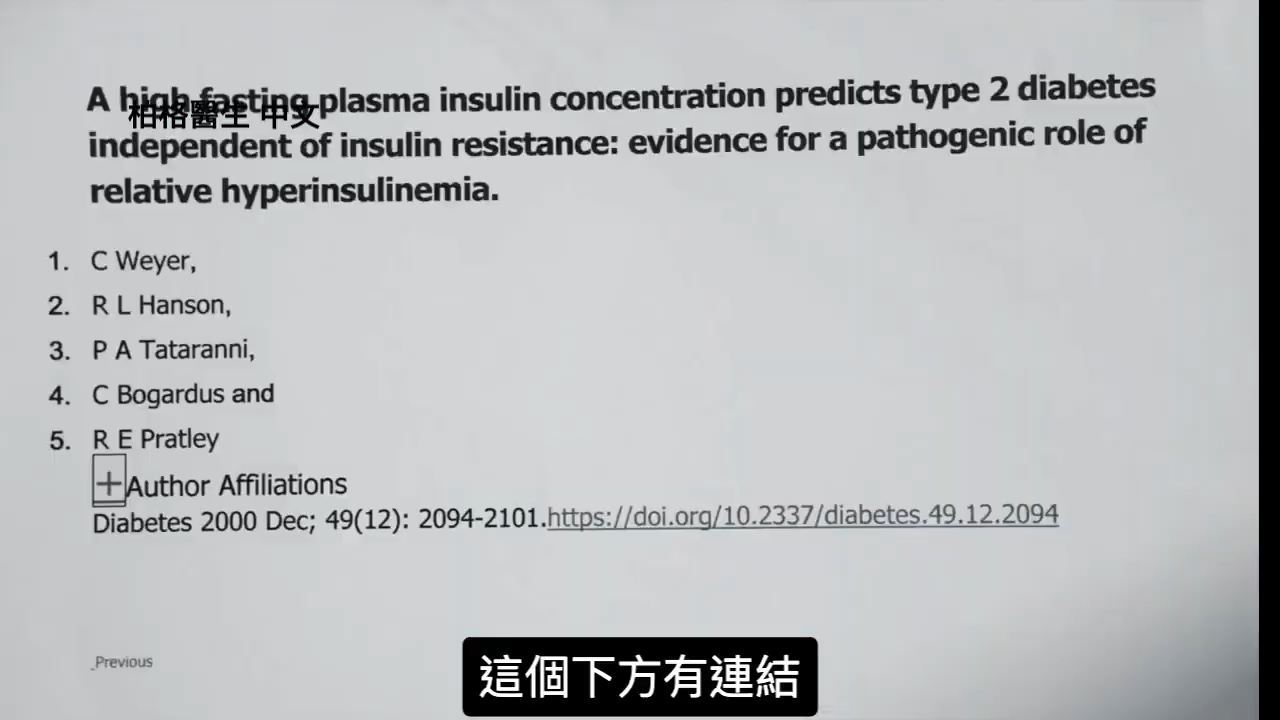 A high fasting plasma insulin concentration predicts type 2 diabetes
柏格醫生 中文
independent of insulin resistance: evidence for a pathogenic role of
relative hyperinsulinemia.
1. C Weyer,
2. R L Hanson,
3. P A Tataranni,
4. C Bogardus and
5. R E Pratley
+Author Affiliations
Diabetes 2000 Dec; 49(12): 2094-2101.https://doi.org/10.2337/diabetes.49.12.2094
_Previous
這個下方有連結